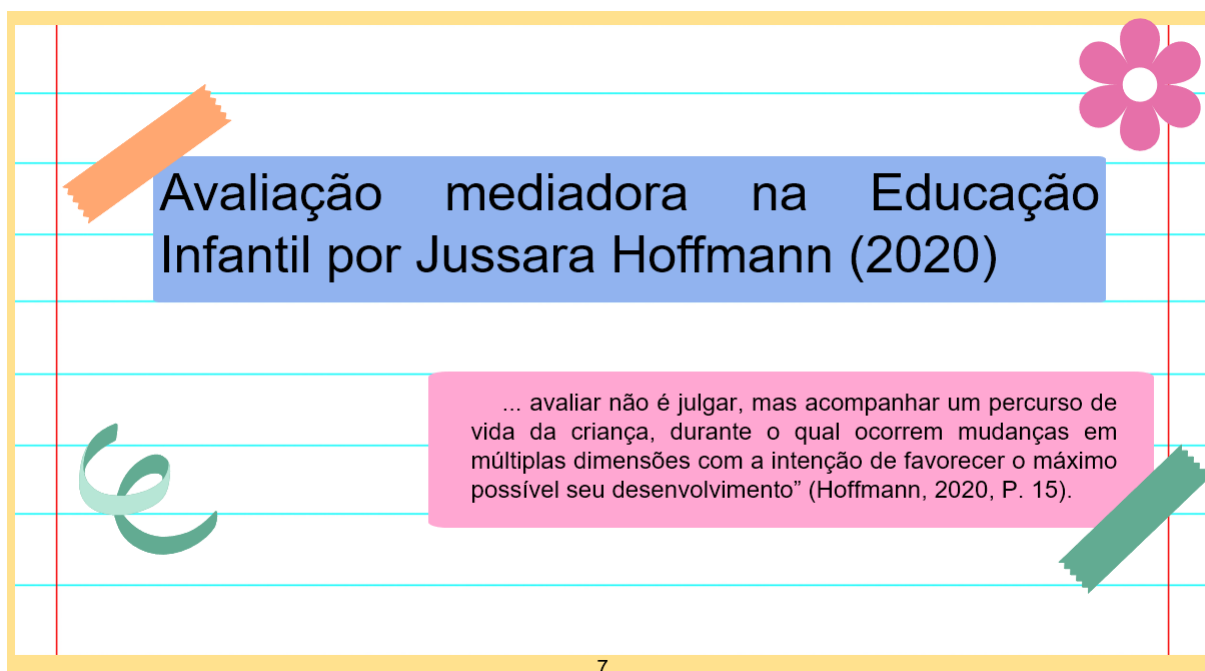 Avaliação mediadora na Educação
Infantil por Jussara Hoffmann (2020)
... avaliar não é julgar, mas acompanhar um percurso de
vida da criança, durante o qual ocorrem mudanças em
múltiplas dimensões com a intenção de favorecer o máximo
possível seu desenvolvimento” (Hoffmann, 2020, P. 15).
7